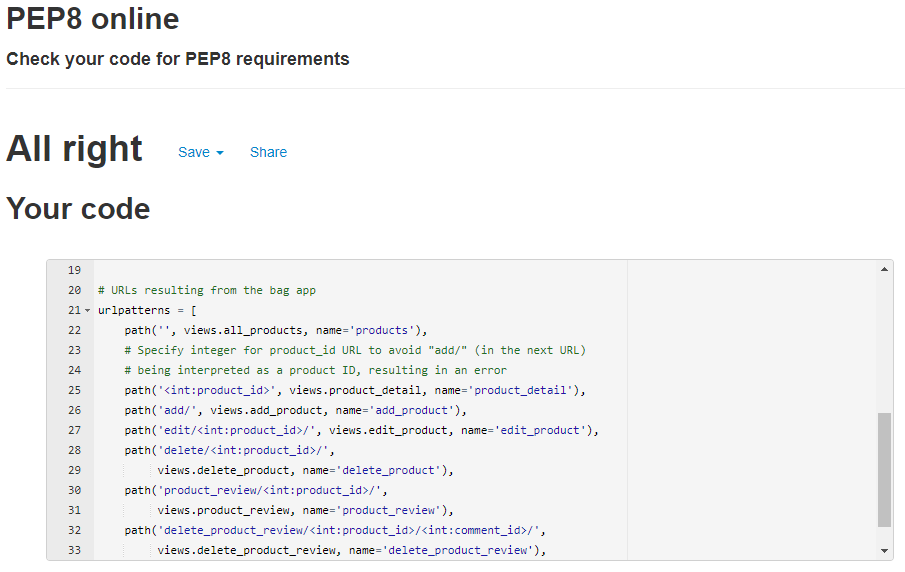 PEP8 online
Check your code for PEP8 requirements
All right Save Share
Your code
19
20 # URLs resulting from the bag app
21 urlpatterns = [
22     path('', views.all_products, name='products'),
23     # Specify integer for product_id URL to avoid "add/" (in the next URL)
24     # being interpreted as a product ID, resulting in an error
25     path('<int:product_id>', views.product_detail, name='product_detail'),
26     path('add/', views.add_product, name='add_product'),
27     path('edit/<int:product_id>/', views.edit_product, name='edit_product'),
28     path('delete/<int:product_id>/',
29          views.delete_product, name='delete_product'),
30     path('product_review/<int:product_id>/',
31          views.product_review, name='product_review'),
32     path('delete_product_review/<int:product_id>/<int:comment_id>/',
33          views.delete_product_review, name='delete_product_review'),